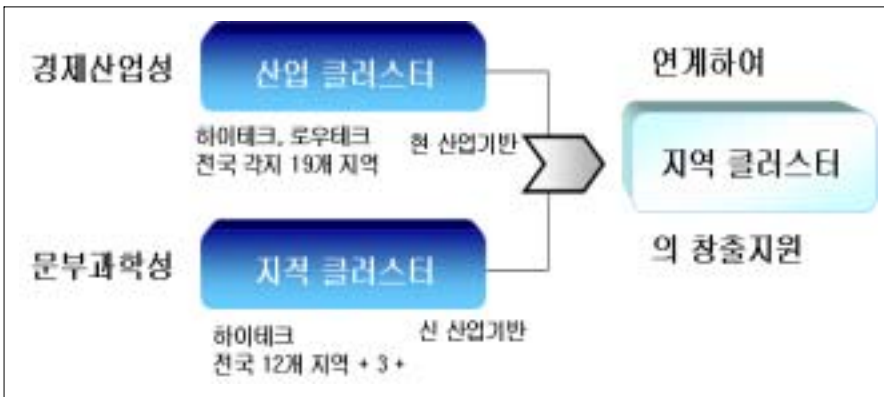 경제산업성
산업 클러스터
하이테크, 로우테크
전국 각지 19개 지역
현 산업기반
문부과학성
지적 클러스터
하이테크
전국 12개 지역 + 3 +
신 산업기반
연계하여
지역 클러스터
의 창출지원